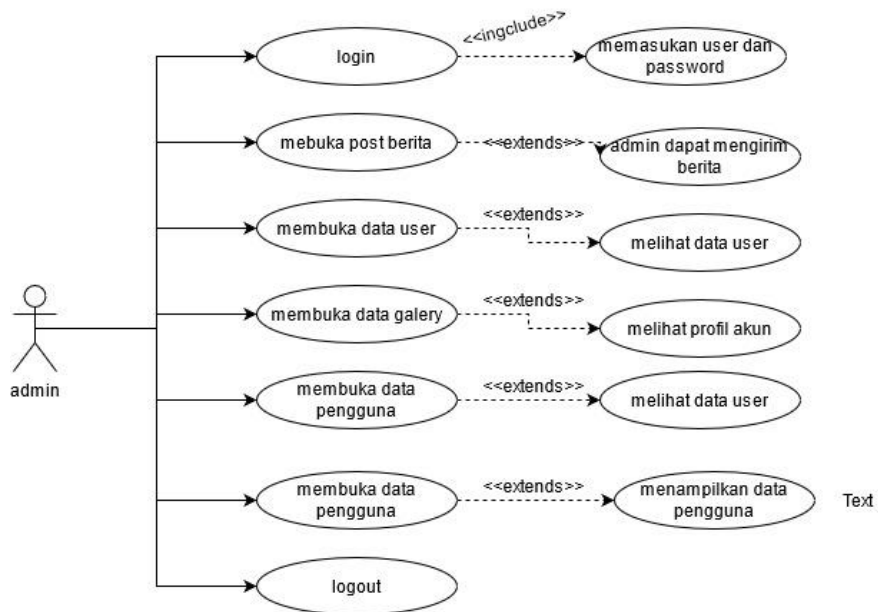 <<ingclude>>
login
memasukan user dan
password
mebuka post berita
<<extends>>
admin dapat mengirim
berita
<<extends>>
membuka data user
melihat data user
<<extends>>
membuka data galery
melihat profil akun
admin
membuka data
pengguna
<<extends>>
melihat data user
membuka data
pengguna
<<extends>>
menampilkan data
pengguna
Text
logout